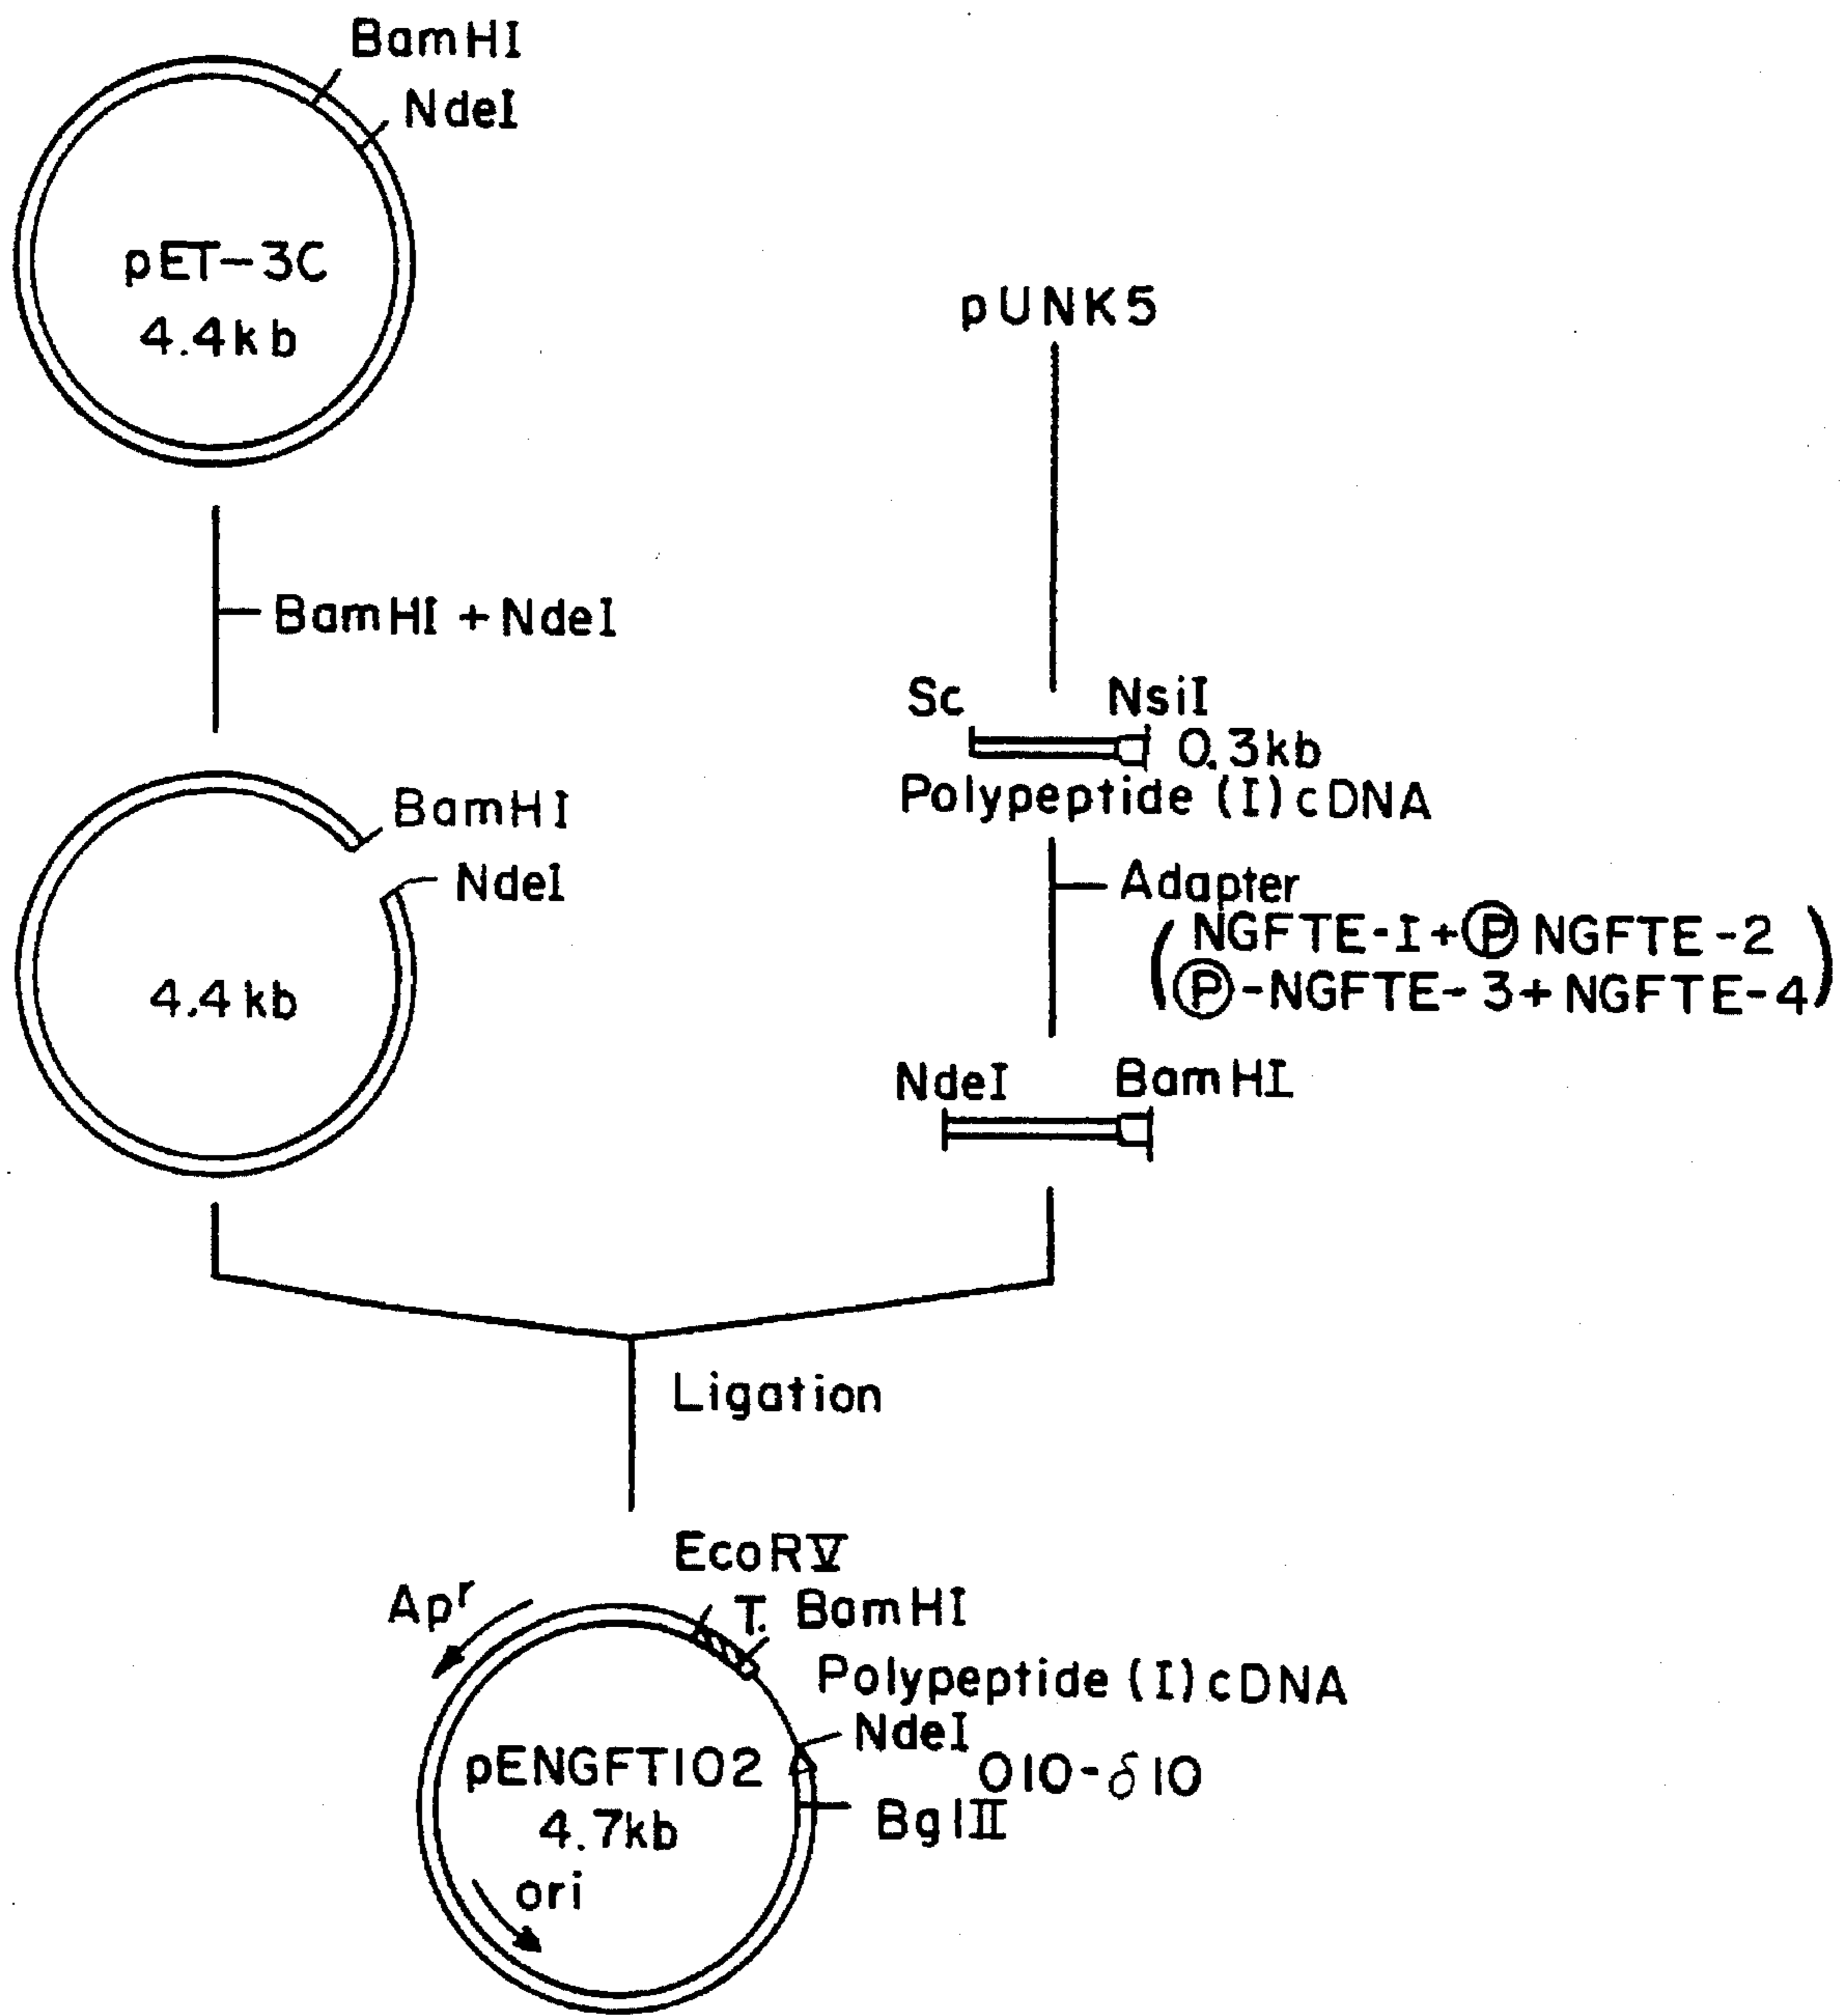 BamHI
NdeI
pET-3C
4.4kb
BamHI + NdeI
BamHI
NdeI
4.4 kb
pUNK5
Sc NsiI
0.3kb
Polypeptide (I) cDNA
Adapter
( NGFTE-I + Ⓟ NGFTE-2
Ⓟ-NGFTE-3 + NGFTE-4 )
NdeI BamHI
Ligation
EcoRV
Apr T. BamHI
Polypeptide (I) cDNA
NdeI
O10-δ10
BglII
pENGFT102
4.7kb
ori